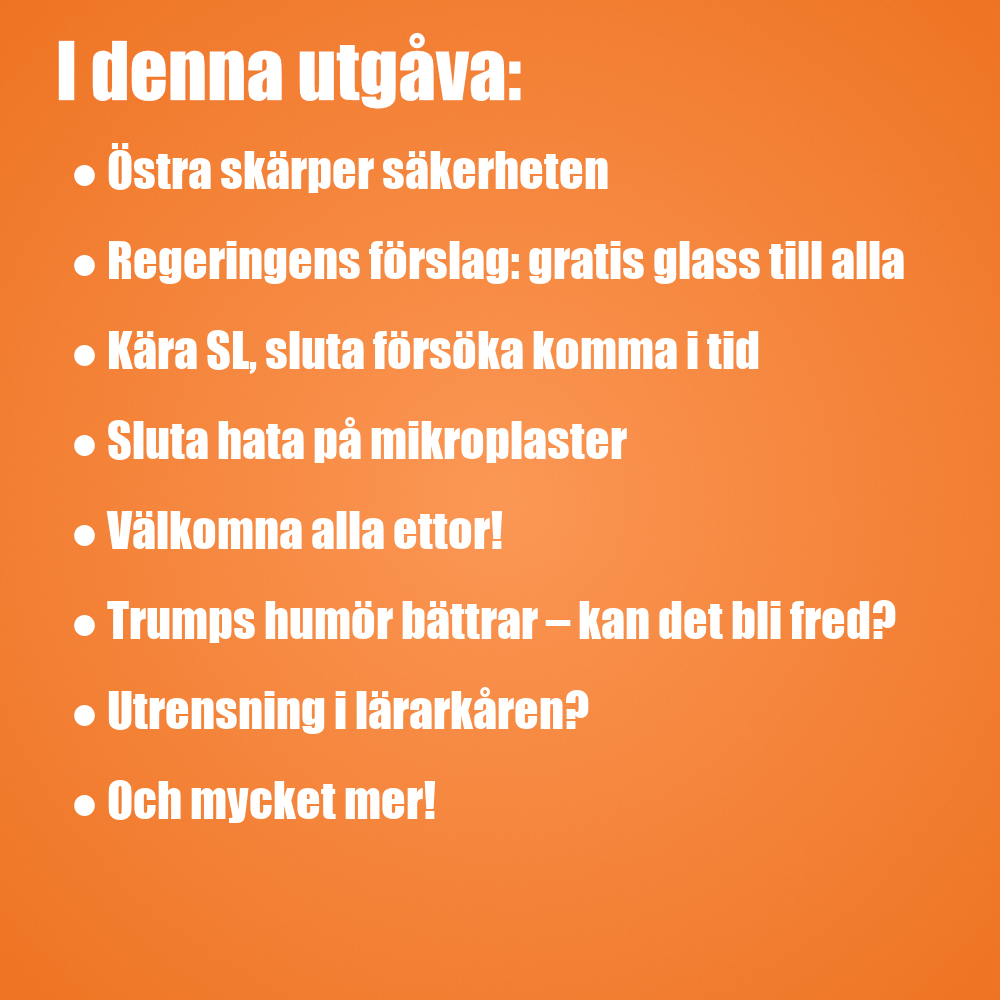 I denna utgåva:
• Östra skärper säkerheten
• Regeringens förslag: gratis glass till alla
• Kära SL, sluta försöka komma i tid
• Sluta hata på mikroplaster
• Välkomna alla ettor!
• Trumps humör bättrar – kan det bli fred?
• Utrensning i lärarkåren?
• Och mycket mer!